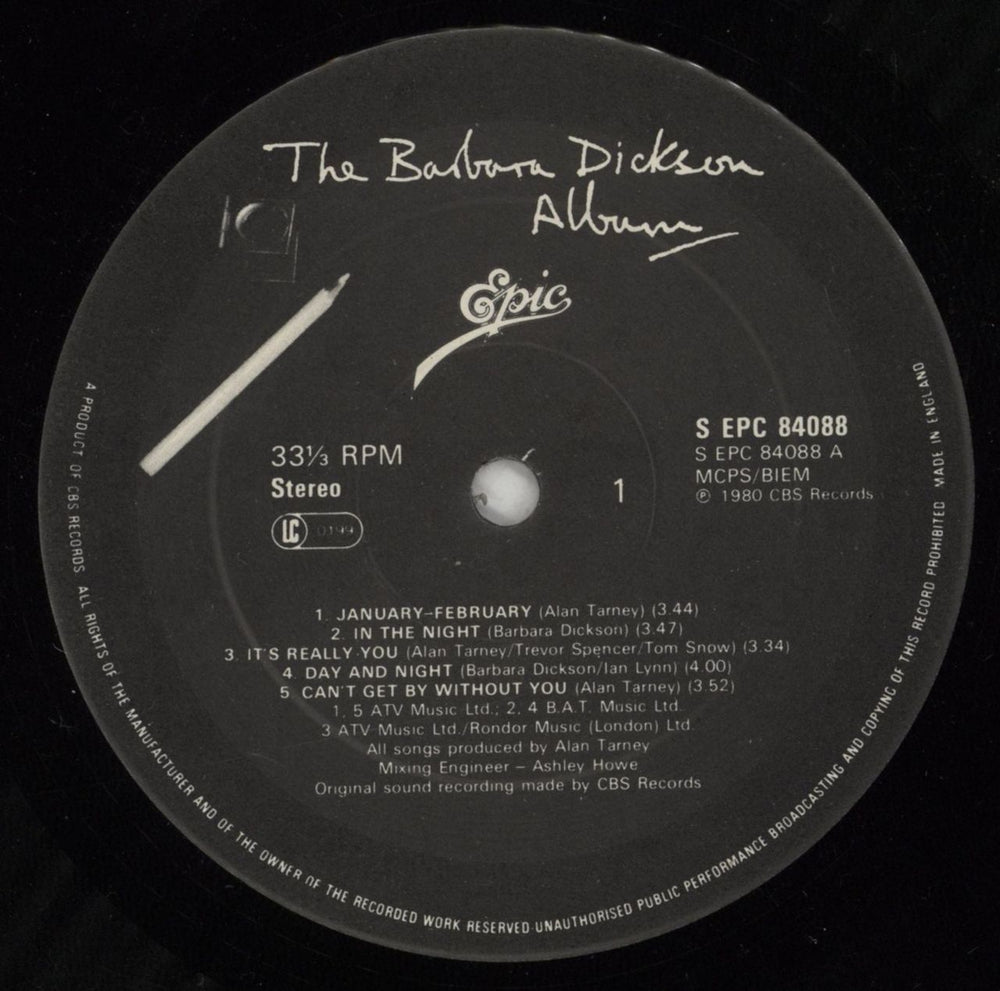 The Barbara Dickson
Album
Epic
33⅓ RPM
Stereo
LC 0199
1
S EPC 84088
S EPC 84088 A
MCPS/BIEM
℗ 1980 CBS Records
1. JANUARY–FEBRUARY (Alan Tarney) (3.44)
2. IN THE NIGHT (Barbara Dickson) (3.47)
3. IT'S REALLY YOU (Alan Tarney/Trevor Spencer/Tom Snow) (3.34)
4. DAY AND NIGHT (Barbara Dickson/Ian Lynn) (4.00)
5. CAN'T GET BY WITHOUT YOU (Alan Tarney) (3.52)
1, 5 ATV Music Ltd.; 2, 4 B.A.T. Music Ltd.
3 ATV Music Ltd./Rondor Music (London) Ltd.
All songs produced by Alan Tarney
Mixing Engineer – Ashley Howe
Original sound recording made by CBS Records
A PRODUCT OF CBS RECORDS ALL RIGHTS OF THE MANUFACTURER AND OF THE OWNER OF THE RECORDED WORK RESERVED·UNAUTHORISED PUBLIC PERFORMANCE BROADCASTING AND COPYING OF THIS RECORD PROHIBITED MADE IN ENGLAND